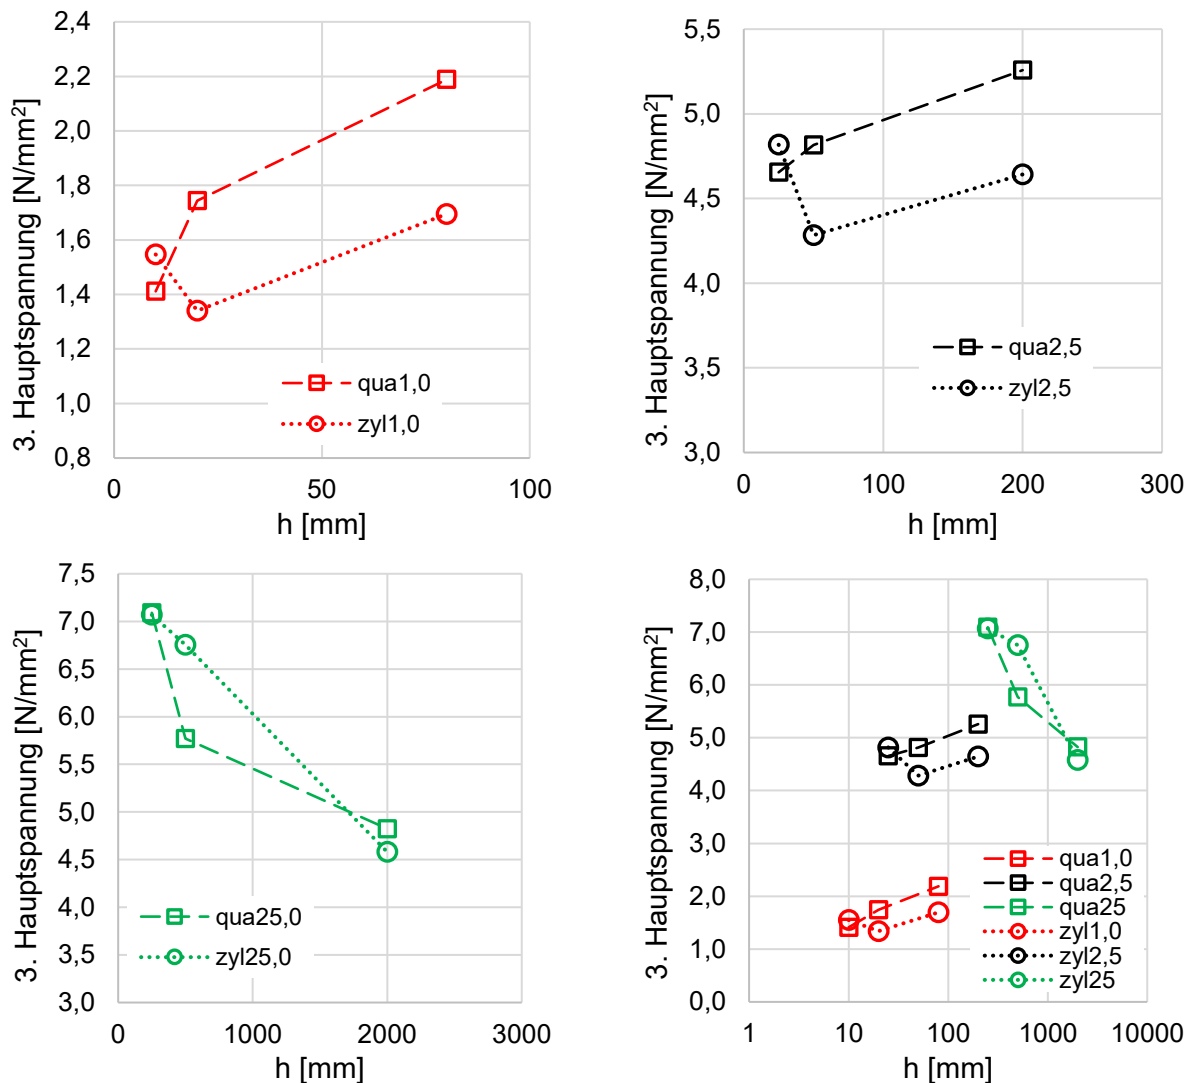 2,4
2,2
2,0
1,8
1,6
1,4
1,2
1,0
0,8
3. Hauptspannung [N/mm²]
qua1,0
zyl1,0
0 50 100
h [mm]
5,5
5,0
4,5
4,0
3,5
3,0
3. Hauptspannung [N/mm²]
qua2,5
zyl2,5
0 100 200 300
h [mm]
7,5
7,0
6,5
6,0
5,5
5,0
4,5
4,0
3,5
3,0
3. Hauptspannung [N/mm²]
qua25,0
zyl25,0
0 1000 2000 3000
h [mm]
8,0
7,0
6,0
5,0
4,0
3,0
2,0
1,0
0,0
3. Hauptspannung [N/mm²]
qua1,0
qua2,5
qua25
zyl1,0
zyl2,5
zyl25
1 10 100 1000 10000
h [mm]